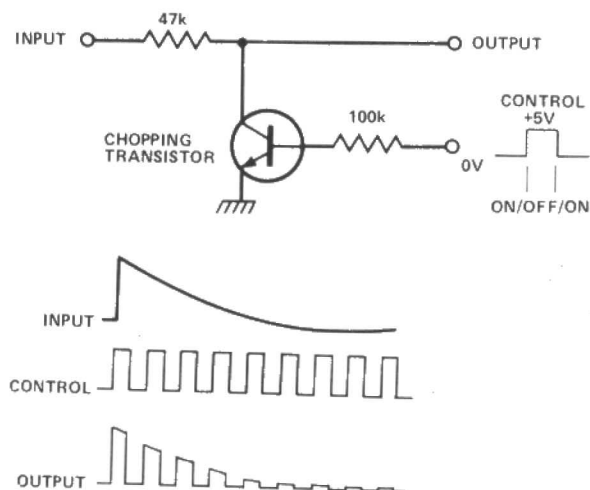 47k
INPUT
OUTPUT
CHOPPING
TRANSISTOR
100k
CONTROL
+5V
0V
ON/OFF/ON
INPUT
CONTROL
OUTPUT